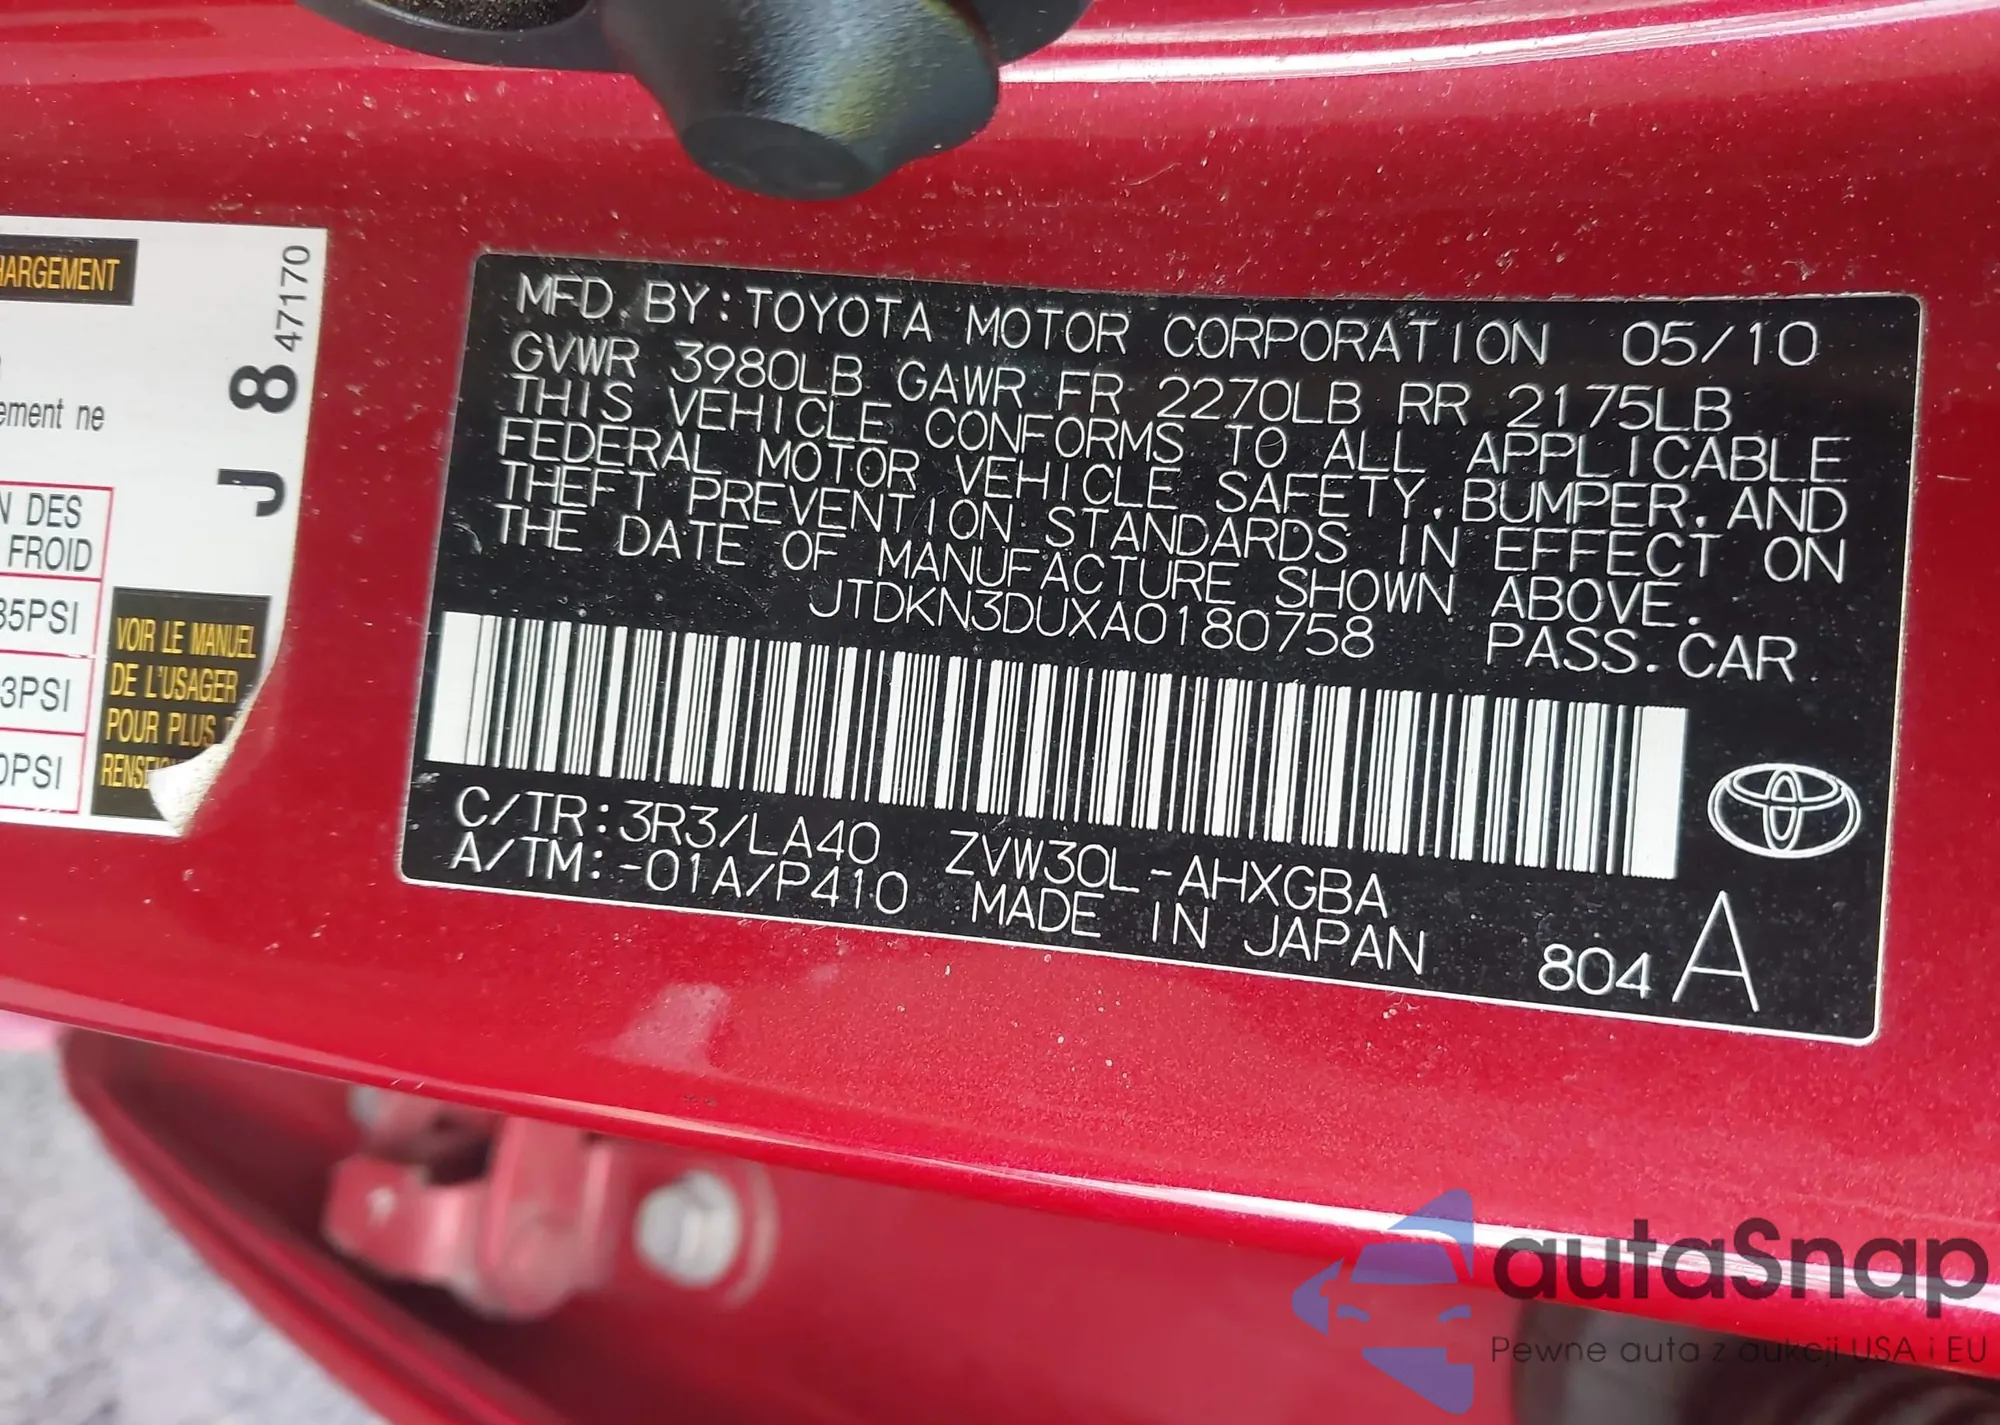 HARGEMENT
47170
J 8
ement ne
N DES
FROID
35PSI
3PSI
0PSI
VOIR LE MANUEL
DE L'USAGER
POUR PLUS
MFD. BY: TOYOTA MOTOR CORPORATION 05/10
GVWR 3980LB GAWR FR 2270LB RR 2175LB
THIS VEHICLE CONFORMS TO ALL APPLICABLE
FEDERAL MOTOR VEHICLE SAFETY, BUMPER, AND
THEFT PREVENTION STANDARDS IN EFFECT ON
THE DATE OF MANUFACTURE SHOWN ABOVE.
JTDKN3DUXA0180758 PASS. CAR
C/TR: 3R3/LA40 ZVW30L-AHXGBA
A/TM: -01A/P410 MADE IN JAPAN
804 A
autaSnap
Pewne auta z aukcji USA i EU